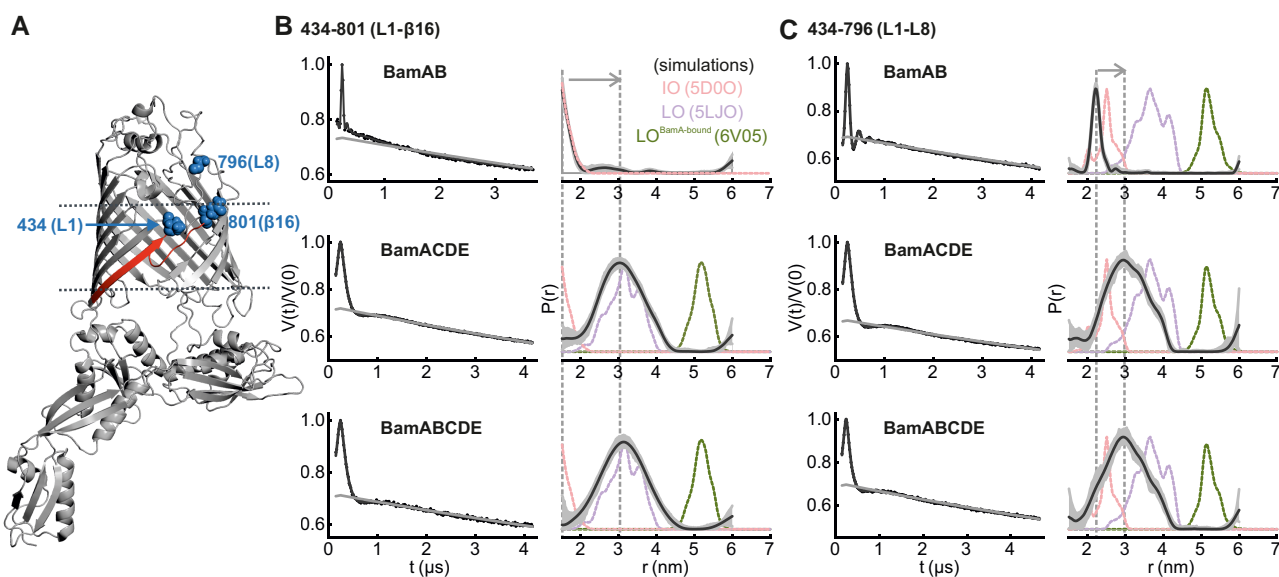 A
B 434-801 (L1-β16)
C 434-796 (L1-L8)
796(L8)
434 (L1)
801(β16)
BamAB
(simulations)
IO (5D0O)
LO (5LJO)
LO^BamA-bound (6V05)
BamAB
1.0
0.8
0.6
0 1 2 3
2 3 4 5 6 7
1.0
0.8
0.6
0 1 2 3 4
2 3 4 5 6 7
BamACDE
BamACDE
V(t)/V(0)
P(r)
V(t)/V(0)
P(r)
1.0
0.8
0.6
0 1 2 3 4
2 3 4 5 6 7
1.0
0.8
0.6
0 1 2 3 4
2 3 4 5 6 7
BamABCDE
BamABCDE
1.0
0.8
0.6
0 1 2 3 4
2 3 4 5 6 7
1.0
0.8
0.6
0 1 2 3 4
2 3 4 5 6 7
t (μs)
r (nm)
t (μs)
r (nm)